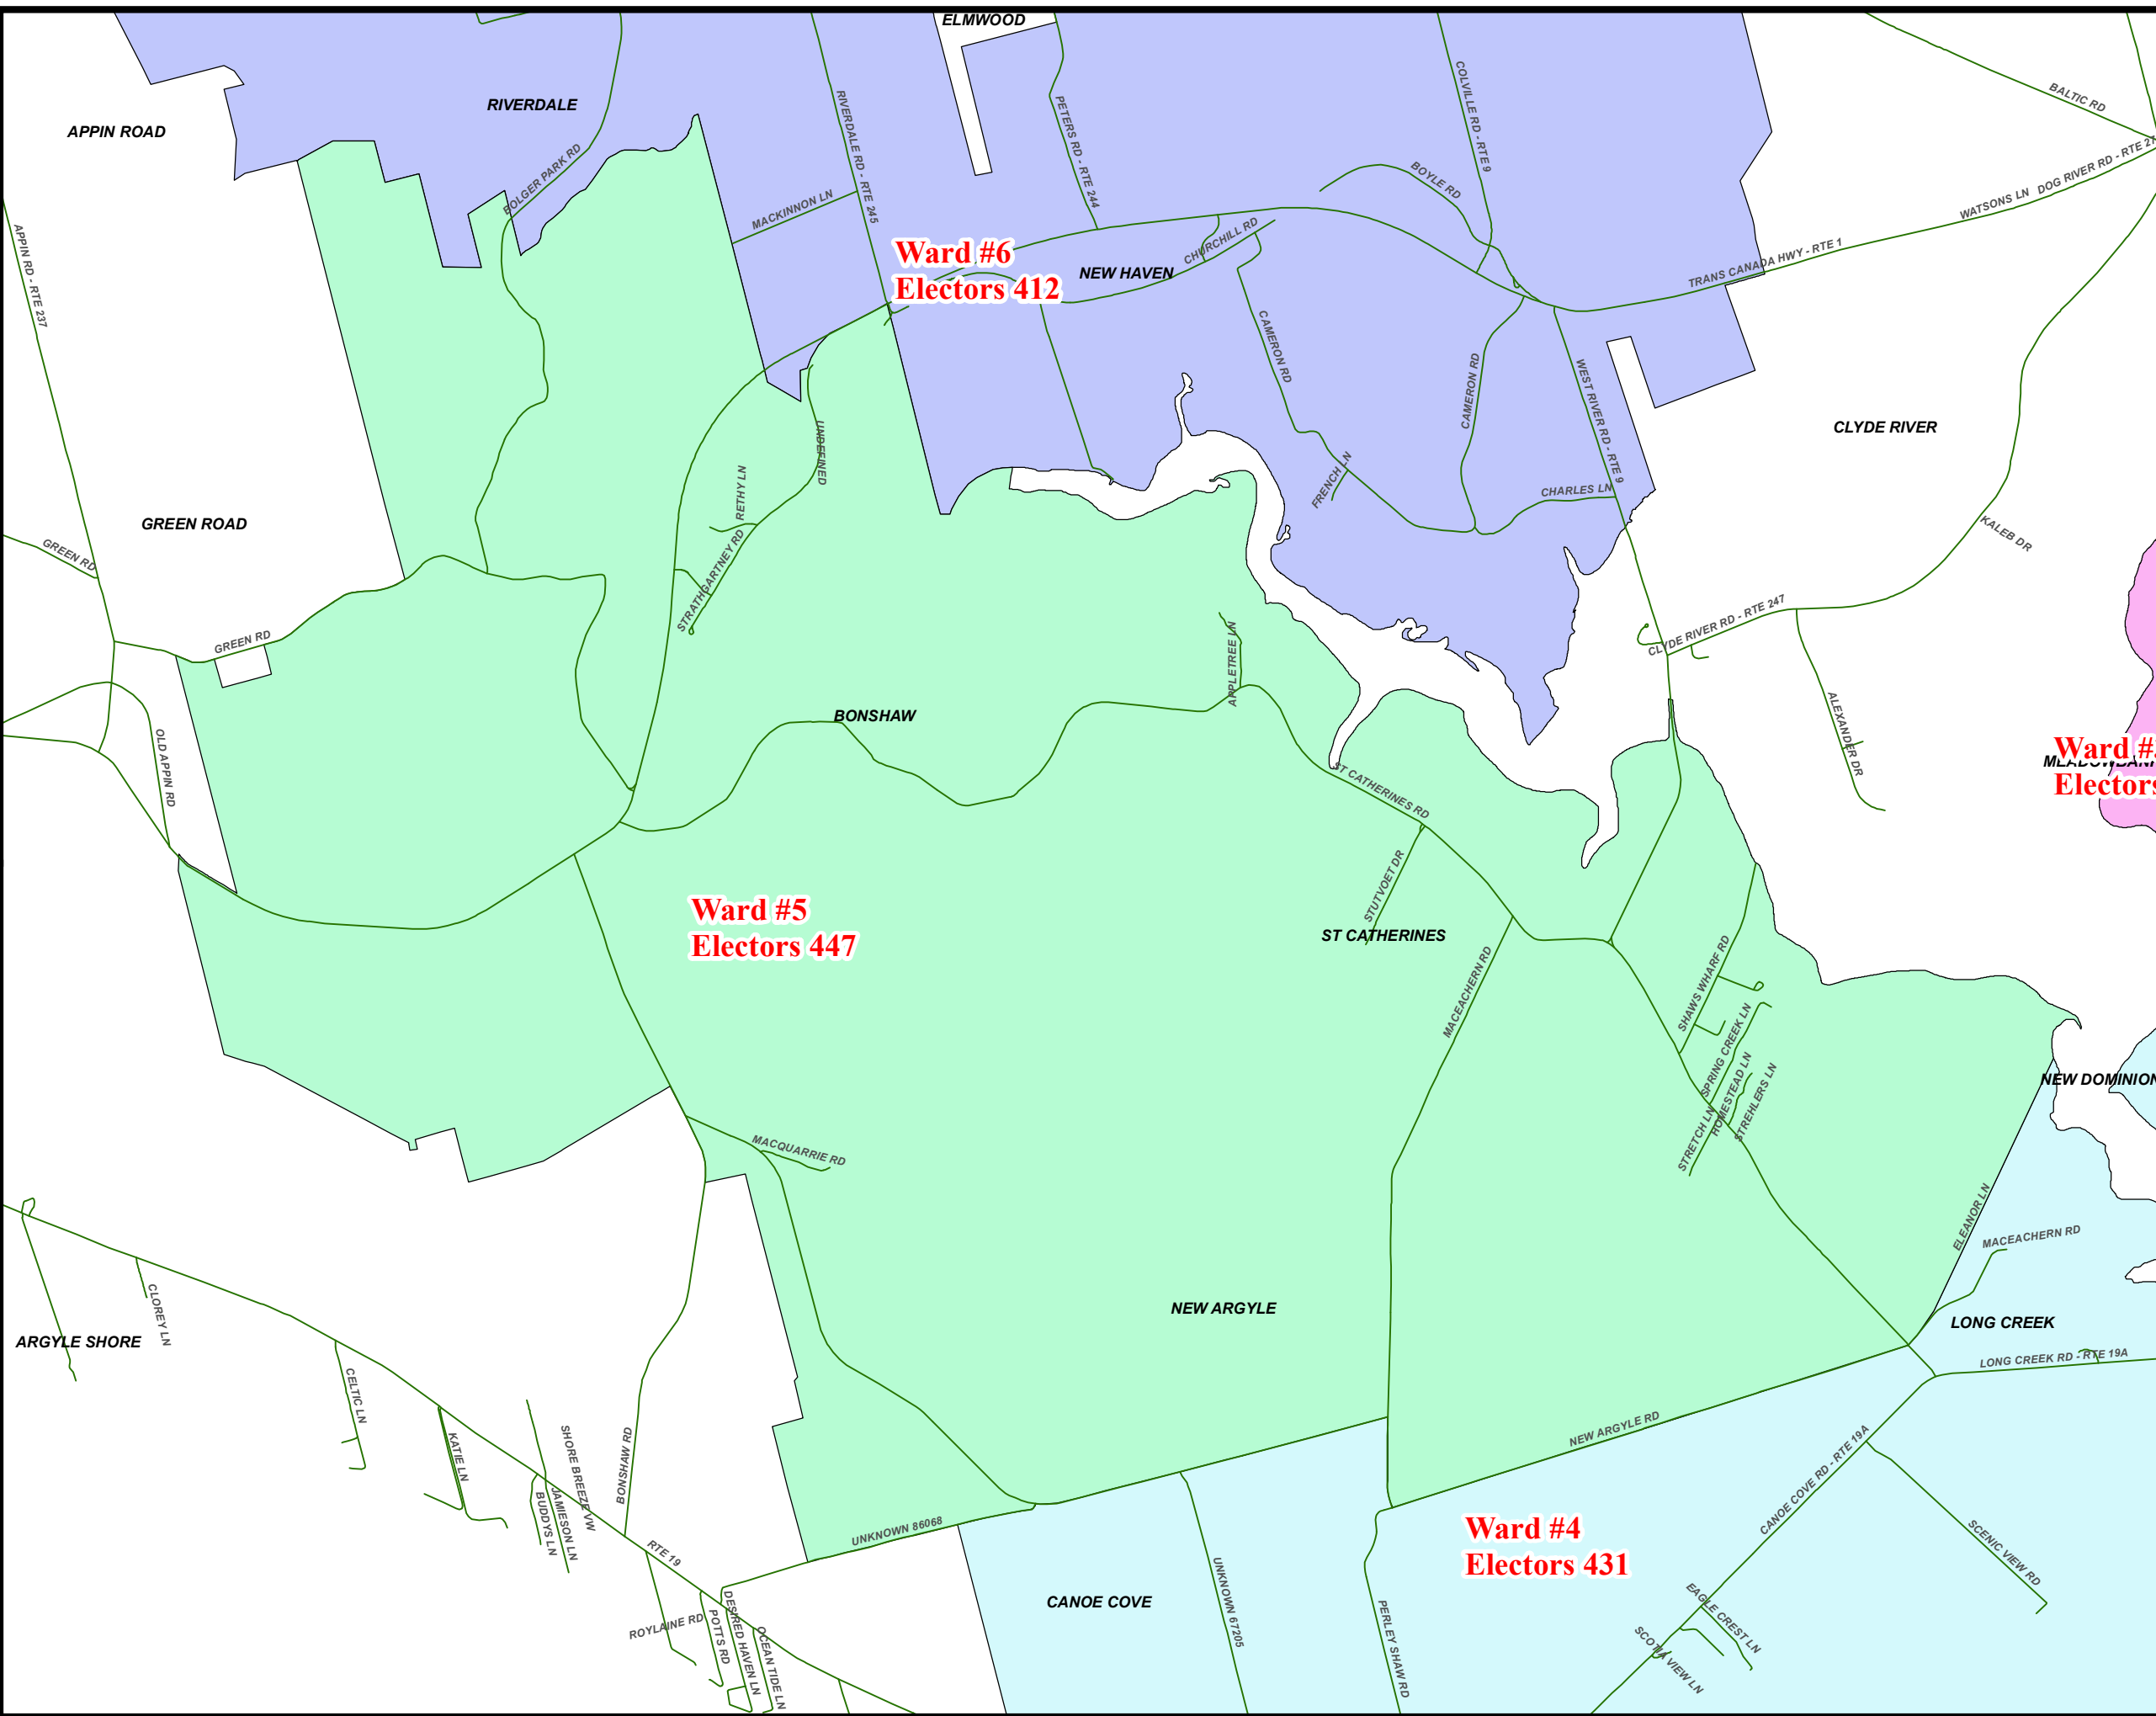 ELMWOOD
RIVERDALE
APPIN ROAD
BALTIC RD
COLVILLE RD - RTE 9
PETERS RD - RTE 244
RIVERDALE RD - RTE 245
BOLGER PARK RD
BOYLE RD
MACKINNON LN
WATSONS LN
DOG RIVER RD - RTE
TRANS CANADA HWY - RTE 1
CHURCHILL RD
Ward #6
Electors 412
NEW HAVEN
APPIN RD - RTE 237
CAMERON RD
CAMERON RD
WEST RIVER RD - RTE 9
CLYDE RIVER
UNDEFINED
RETHY LN
FRENCH LN
CHARLES LN
GREEN ROAD
GREEN RD
KALEB DR
STRATHGARTNEY RD
GREEN RD
CLYDE RIVER RD - RTE 247
APPLETREE LN
BONSHAW
OLD APPIN RD
ALEXANDER DR
Ward #
Electors
ST CATHERINES RD
STUTVOET DR
Ward #5
Electors 447
ST CATHERINES
MACEACHERN RD
SHAWS WHARF RD
SPRING CREEK LN
HOMESTEAD LN
STREHLERS LN
STRETCH LN
NEW DOMINION
MACQUARRIE RD
ELEANOR LN
MACEACHERN RD
NEW ARGYLE
LONG CREEK
LONG CREEK RD - RTE 19A
ARGYLE SHORE
CLOREY LN
CELTIC LN
KATIE LN
SHORE BREEZE VW
JAMIESON LN
BUDDYS LN
BONSHAW RD
NEW ARGYLE RD
CANOE COVE RD - RTE 19A
UNKNOWN 86068
RTE 19
Ward #4
Electors 431
SCENIC VIEW RD
UNKNOWN 67205
CANOE COVE
PERLEY SHAW RD
EAGLE CREST LN
SCOTIA VIEW LN
ROYLAINE RD
POTTS RD
DESIRED HAVEN LN
OCEAN TIDE LN